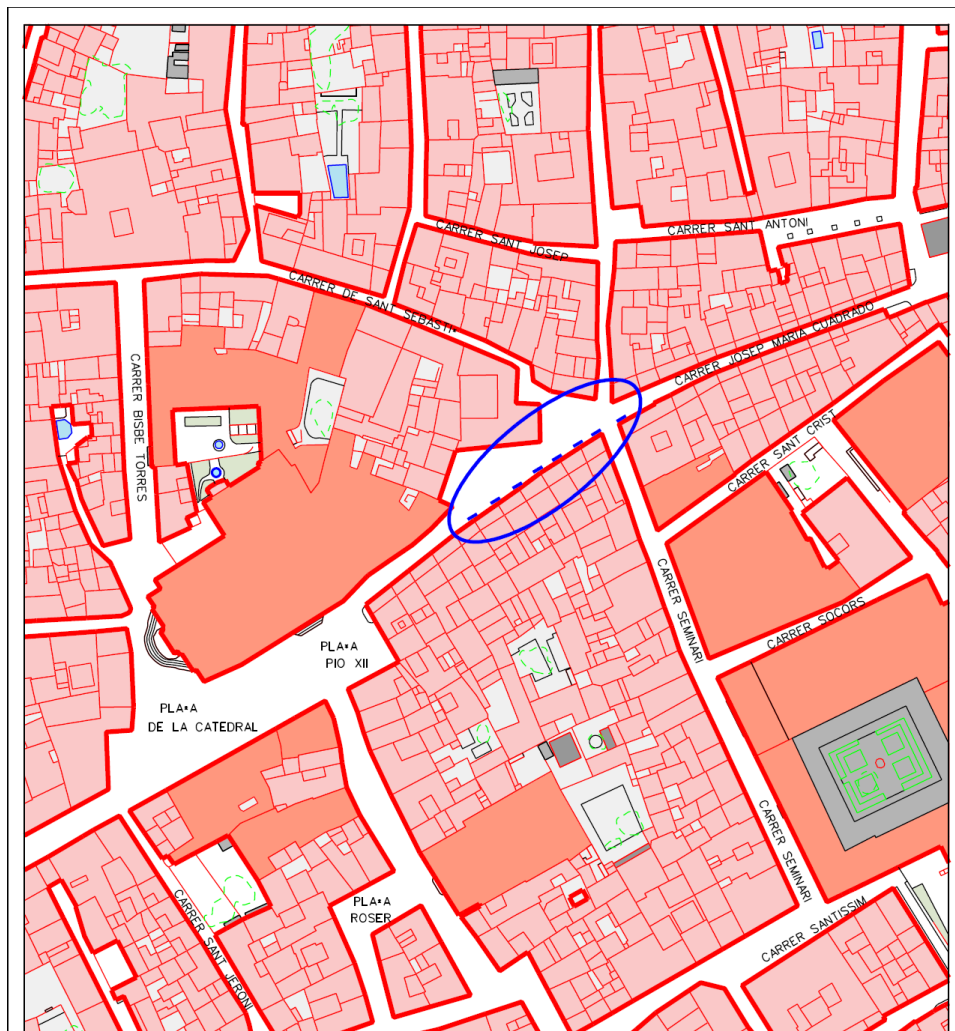 CARRER SANT ANTONI
CARRER SANT JOSEP
CARRER DE SANT SEBASTI•
CARRER JOSEP MARIA CUADRADO
CARRER BISBE TORRES
CARRER SANT CRIST
CARRER SEMINARI
CARRER SOCORS
PLA•A
PIO XII
PLA•A
DE LA CATEDRAL
CARRER SEMINARI
PLA•A
ROSER
CARRER SANT JERONI
CARRER SANTISSIM